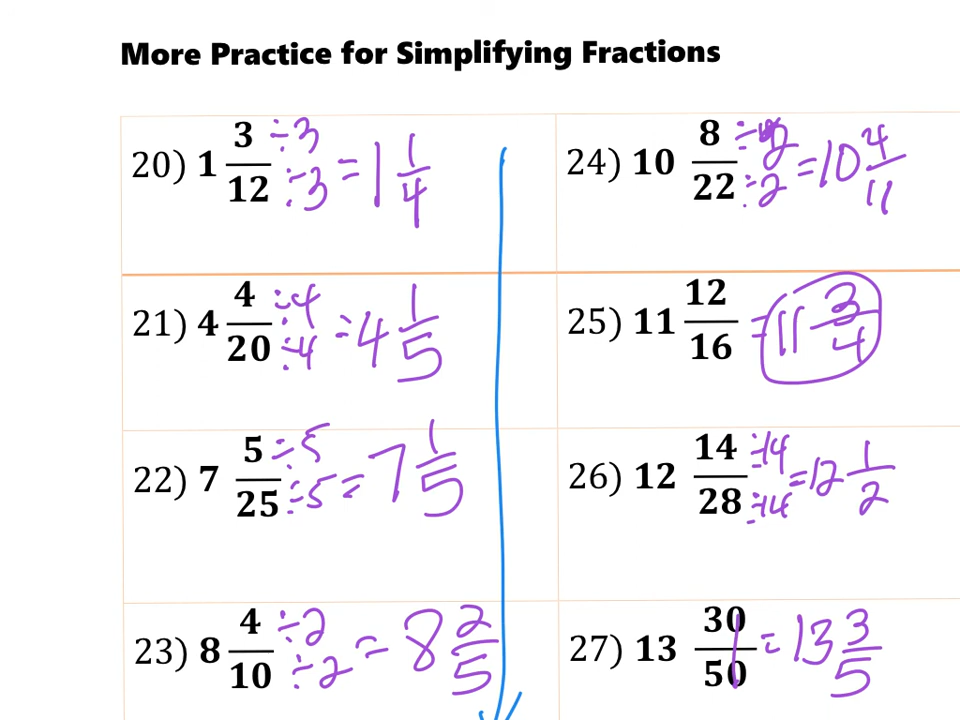 More Practice for Simplifying Fractions
20) 1 3/12 ÷3/÷3 = 1 1/4
21) 4 4/20 ÷4/÷4 = 4 1/5
22) 7 5/25 ÷5/÷5 = 7 1/5
23) 8 4/10 ÷2/÷2 = 8 2/5
24) 10 8/22 ÷2/÷2 = 10 4/11
25) 11 12/16 = 11 3/4
26) 12 14/28 ÷14/÷14 = 12 1/2
27) 13 30/50 = 13 3/5